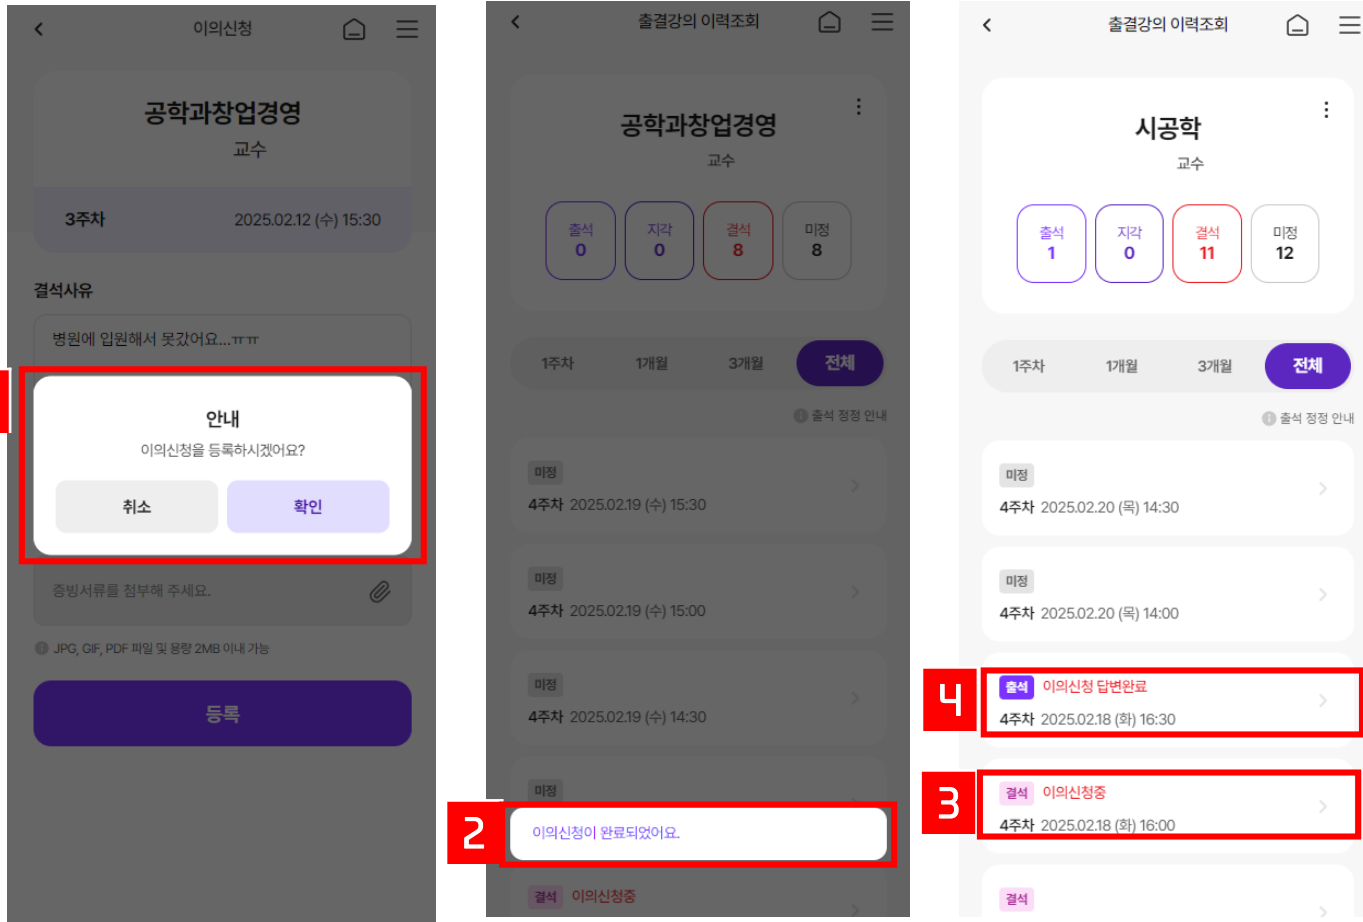 이의신청
공학과창업경영
교수
3주차 2025.02.12 (수) 15:30
결석사유
병원에 입원해서 못갔어요...ㅠㅠ
안내
이의신청을 등록하시겠어요?
취소 확인
증빙서류를 첨부해 주세요.
JPG, GIF, PDF 파일 및 용량 2MB 이내 가능
등록
출결강의 이력조회
공학과창업경영
교수
출석 지각 결석 미정
0 0 8 8
1주차 1개월 3개월 전체
출석 정정 안내
미정
4주차 2025.02.19 (수) 15:30
미정
4주차 2025.02.19 (수) 15:00
미정
4주차 2025.02.19 (수) 14:30
미정
2
이의신청이 완료되었어요.
결석 이의신청중
출결강의 이력조회
시공학
교수
출석 지각 결석 미정
1 0 11 12
1주차 1개월 3개월 전체
출석 정정 안내
미정
4주차 2025.02.20 (목) 14:30
미정
4주차 2025.02.20 (목) 14:00
4
출석 이의신청 답변완료
4주차 2025.02.18 (화) 16:30
3
결석 이의신청중
4주차 2025.02.18 (화) 16:00
결석